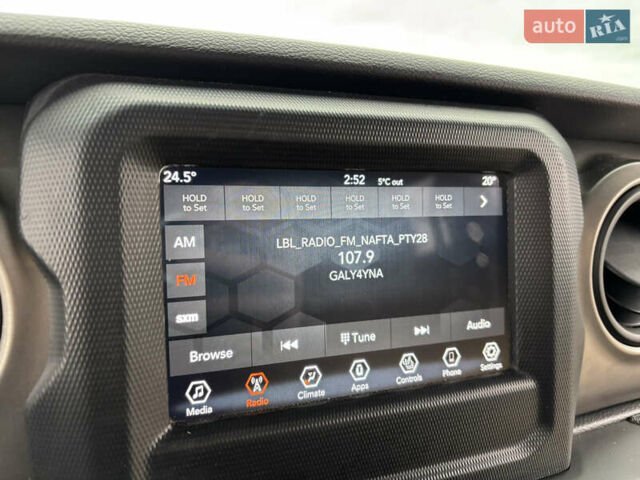 auto RIA.com
24.5° 2:52 5°C out 20°
HOLD to Set HOLD to Set HOLD to Set HOLD to Set HOLD to Set HOLD to Set
AM
LBL_RADIO_FM_NAFTA_PTY28
107.9
FM
GALY4YNA
sxm
Browse Tune Audio
Media Radio Climate Apps Controls Phone Settings